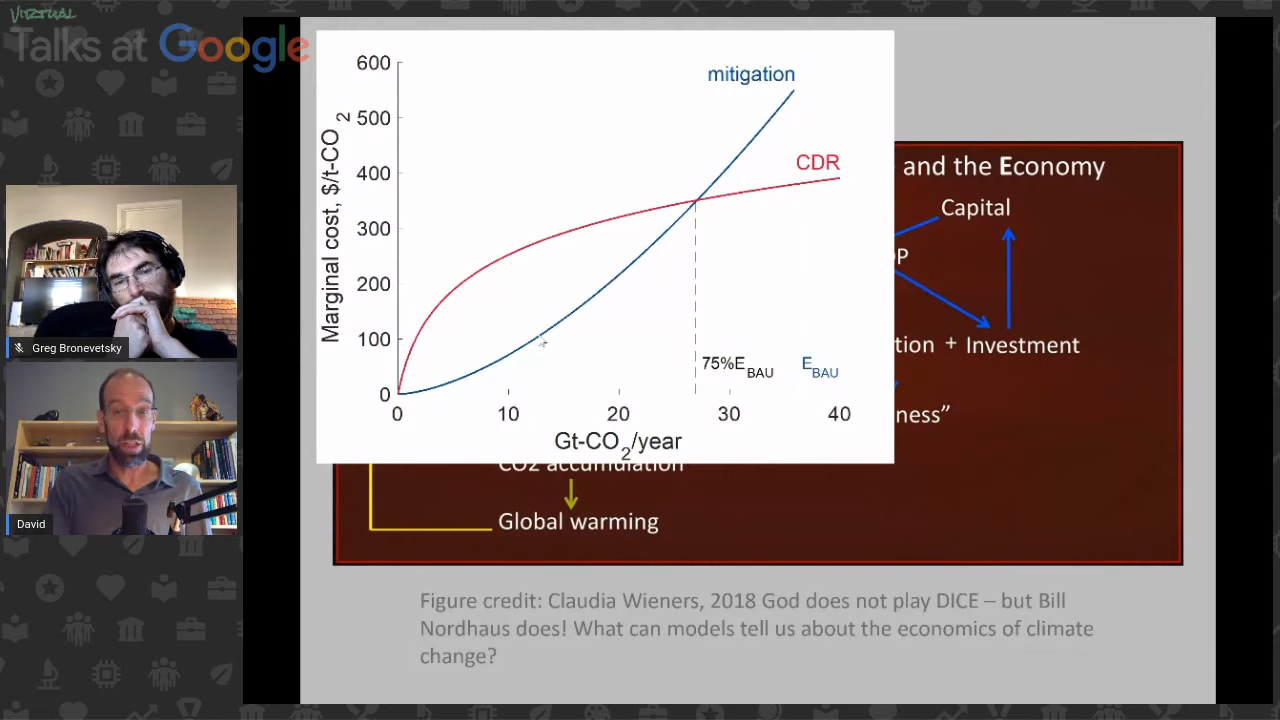 VIRTUAL
Talks at Google
Greg Bronevetsky
David
600
500
400
300
200
100
0
0 10 20 30 40
Marginal cost, $/t-CO2
Gt-CO2/year
mitigation
CDR
75%EBAU EBAU
and the Economy
Capital
P
tion + Investment
ness”
CO2 accumulation
Global warming
Figure credit: Claudia Wieners, 2018 God does not play DICE – but Bill
Nordhaus does! What can models tell us about the economics of climate
change?